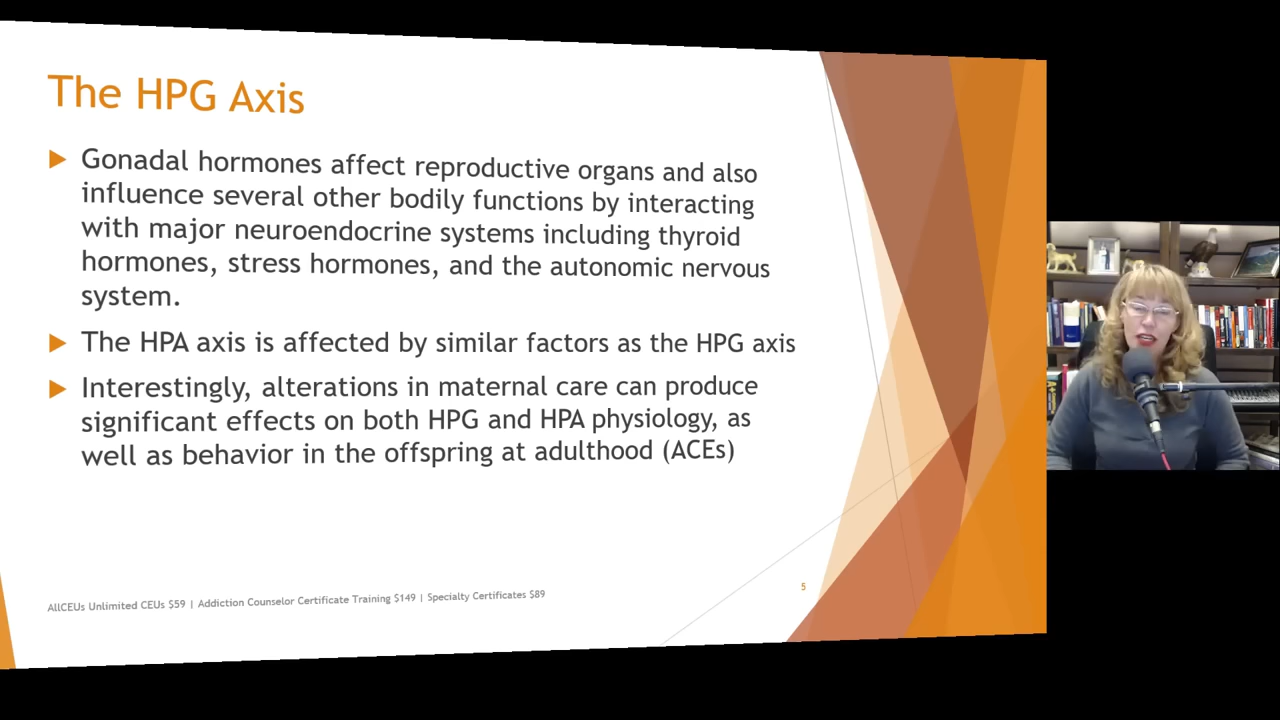 The HPG Axis
Gonadal hormones affect reproductive organs and also
influence several other bodily functions by interacting
with major neuroendocrine systems including thyroid
hormones, stress hormones, and the autonomic nervous
system.
The HPA axis is affected by similar factors as the HPG axis
Interestingly, alterations in maternal care can produce
significant effects on both HPG and HPA physiology, as
well as behavior in the offspring at adulthood (ACEs)
AllCEUs Unlimited CEUs $59 | Addiction Counselor Certificate Training $149 | Specialty Certificates $89
5